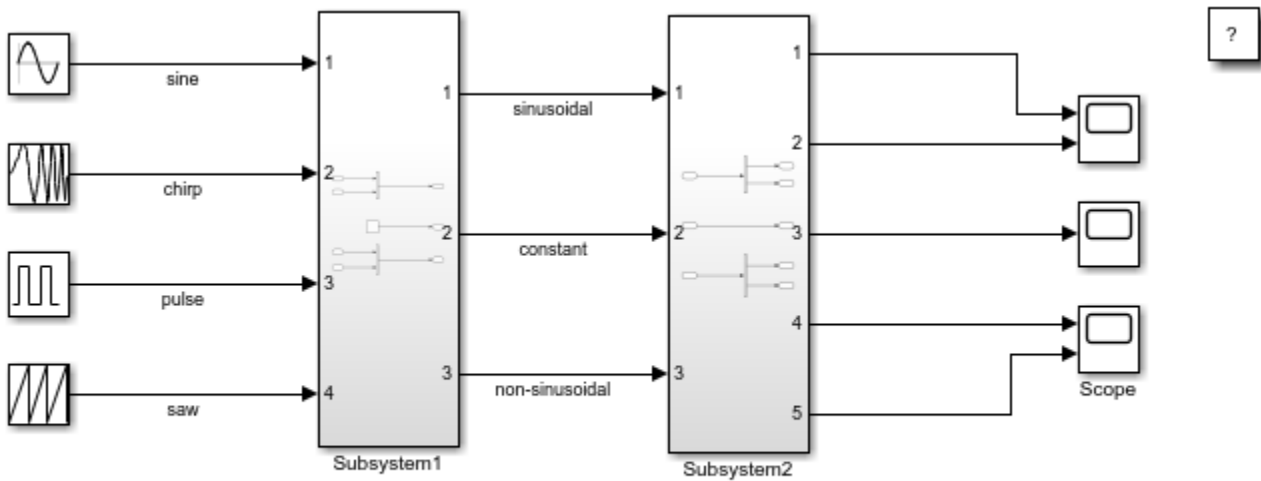 ?
sine
chirp
pulse
saw
1
2
3
4
1
2
3
Subsystem1
sinusoidal
constant
non-sinusoidal
1
2
3
1
2
3
4
5
Subsystem2
Scope